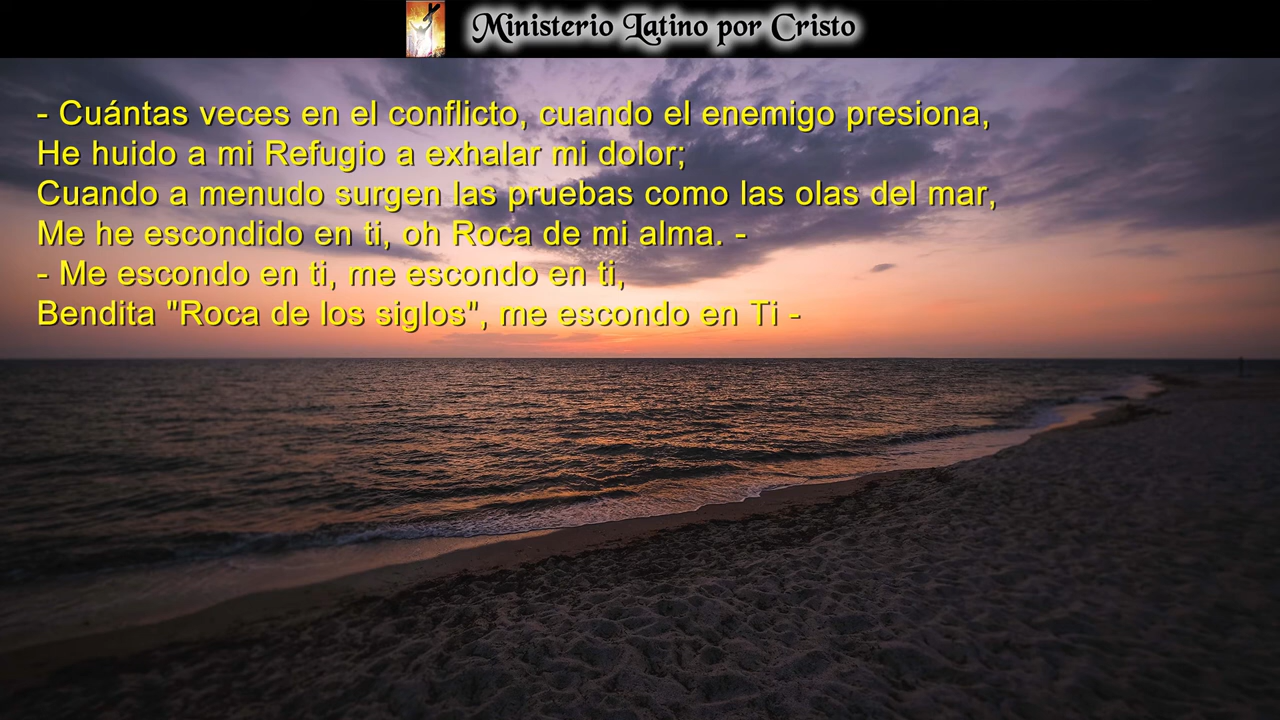 Ministerio Latino por Cristo
- Cuántas veces en el conflicto, cuando el enemigo presiona,
He huido a mi Refugio a exhalar mi dolor;
Cuando a menudo surgen las pruebas como las olas del mar,
Me he escondido en ti, oh Roca de mi alma. -
- Me escondo en ti, me escondo en ti,
Bendita "Roca de los siglos", me escondo en Ti -